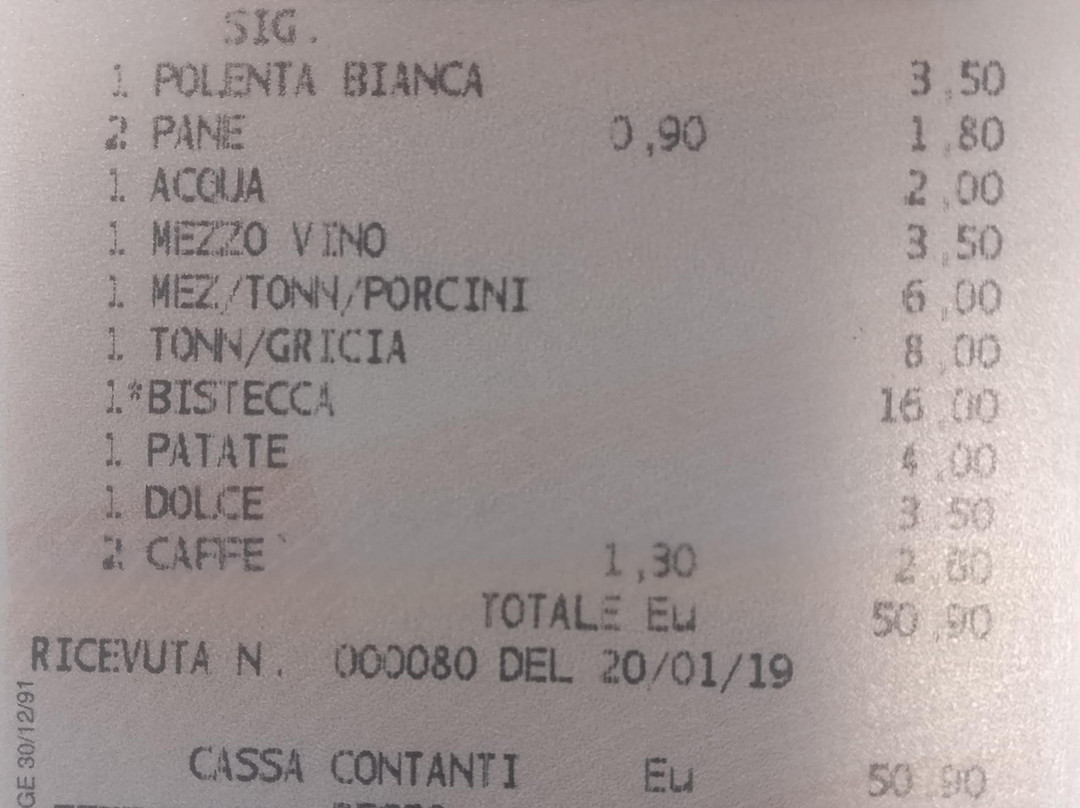 SIG.
1 POLENTA BIANCA 3,50
2 PANE 0,90 1,80
1 ACQUA 2,00
1 MEZZO VINO 3,50
1 MEZ/TONN/PORCINI 6,00
1 TONN/GRICIA 8,00
1*BISTECCA 16,00
1 PATATE 4,00
1 DOLCE 3,50
2 CAFFE` 1,30 2,60
TOTALE Eu 50,90
RICEVUTA N. 000080 DEL 20/01/19
CASSA CONTANTI Eu 50,90
GE 30/12/91